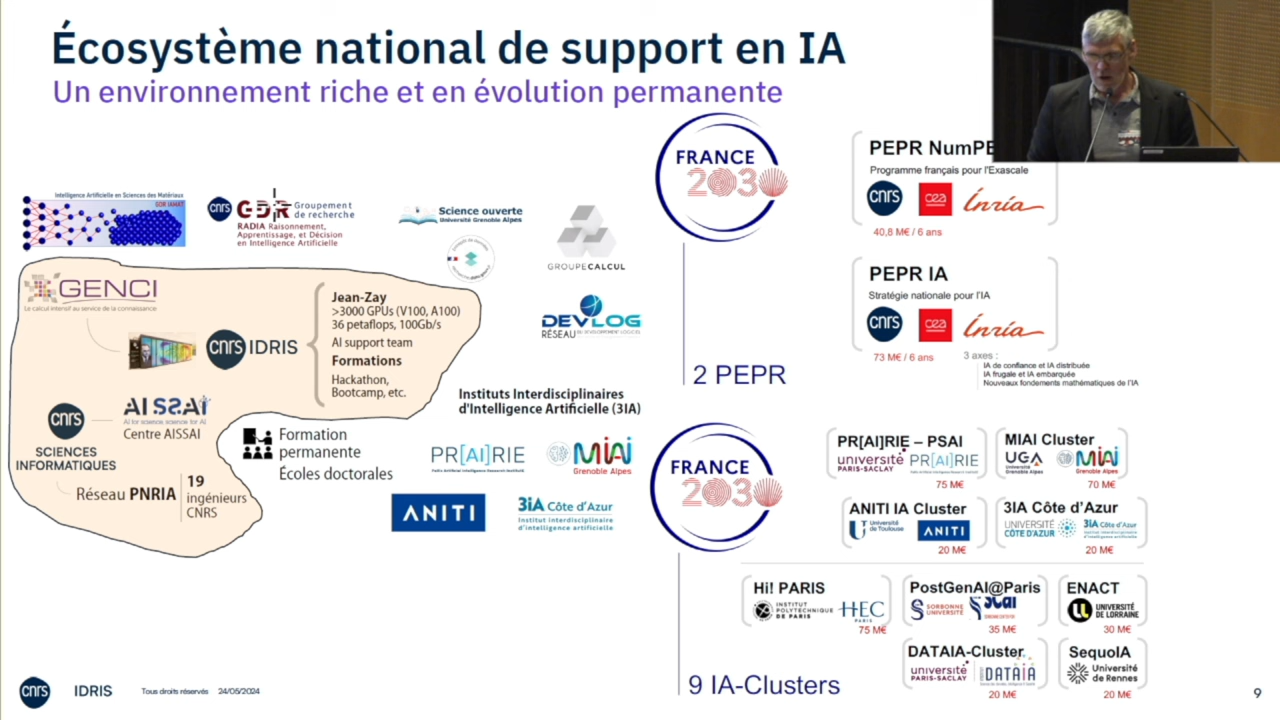 Écosystème national de support en IA
Un environnement riche et en évolution permanente
Intelligence Artificielle en Sciences des Matériaux
GDR IAMAT
cnrs GDR Groupement
de recherche
RADIA Raisonnement,
Apprentissage, et Décision
en Intelligence Artificielle
Science ouverte
Université Grenoble Alpes
GROUPECALCUL
DEVLOG
RÉSEAU DU DÉVELOPPEMENT LOGICIEL
GENCI
Le calcul intensif au service de la connaissance
cnrs IDRIS
Jean-Zay
>3000 GPUs (V100, A100)
36 petaflops, 100Gb/s
AI support team
Formations
Hackathon,
Bootcamp, etc.
cnrs
SCIENCES
INFORMATIQUES
AISSAI
AI for science, science for AI
Centre AISSAI
Réseau PNRIA
19
ingénieurs
CNRS
Formation
permanente
Écoles doctorales
Instituts Interdisciplinaires
d'Intelligence Artificielle (3IA)
PR[AI]RIE
MIAI
Grenoble Alpes
ANITI
3iA Côte d'Azur
Institut interdisciplinaire
d'intelligence artificielle
FRANCE
2030
2 PEPR
PEPR NumPE
Programme français pour l'Exascale
cnrs cea Inria
40,8 M€ / 6 ans
PEPR IA
Stratégie nationale pour l'IA
cnrs cea Inria
73 M€ / 6 ans
3 axes :
IA de confiance et IA distribuée
IA frugale et IA embarquée
Nouveaux fondements mathématiques de l'IA
FRANCE
2030
9 IA-Clusters
PR[AI]RIE – PSAI
université
PARIS-SACLAY
PR[AI]RIE
75 M€
MIAI Cluster
UGA
Université
Grenoble Alpes
MIAI
Grenoble Alpes
70 M€
ANITI IA Cluster
Université
de Toulouse
ANITI
20 M€
3IA Côte d'Azur
UNIVERSITÉ
CÔTE D'AZUR
3iA Côte d'Azur
20 M€
Hi! PARIS
INSTITUT
POLYTECHNIQUE
DE PARIS
HEC
PARIS
75 M€
PostGenAI@Paris
SORBONNE
UNIVERSITÉ
scai
35 M€
ENACT
UNIVERSITÉ
DE LORRAINE
30 M€
DATAIA-Cluster
université
PARIS-SACLAY
DATAIA
20 M€
SequoIA
Université
de Rennes
20 M€
cnrs IDRIS Tous droits réservés 24/05/2024
9